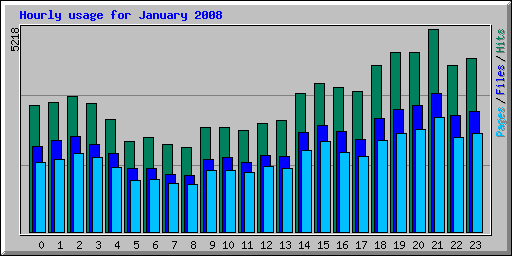 Hourly usage for January 2008
5218
Pages / Files / Hits
0 1 2 3 4 5 6 7 8 9 10 11 12 13 14 15 16 17 18 19 20 21 22 23